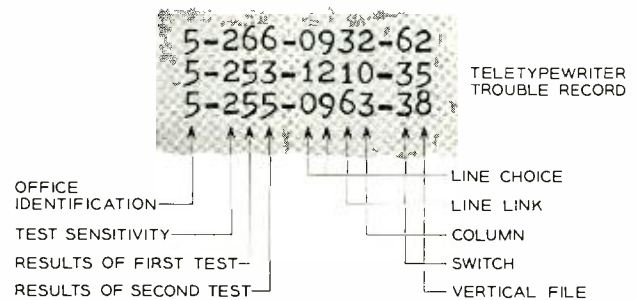 5-266-0932-62
5-253-1210-35
5-255-0963-38
TELETYPEWRITER
TROUBLE RECORD
OFFICE
IDENTIFICATION
TEST SENSITIVITY
RESULTS OF FIRST TEST
RESULTS OF SECOND TEST
LINE CHOICE
LINE LINK
COLUMN
SWITCH
VERTICAL FILE